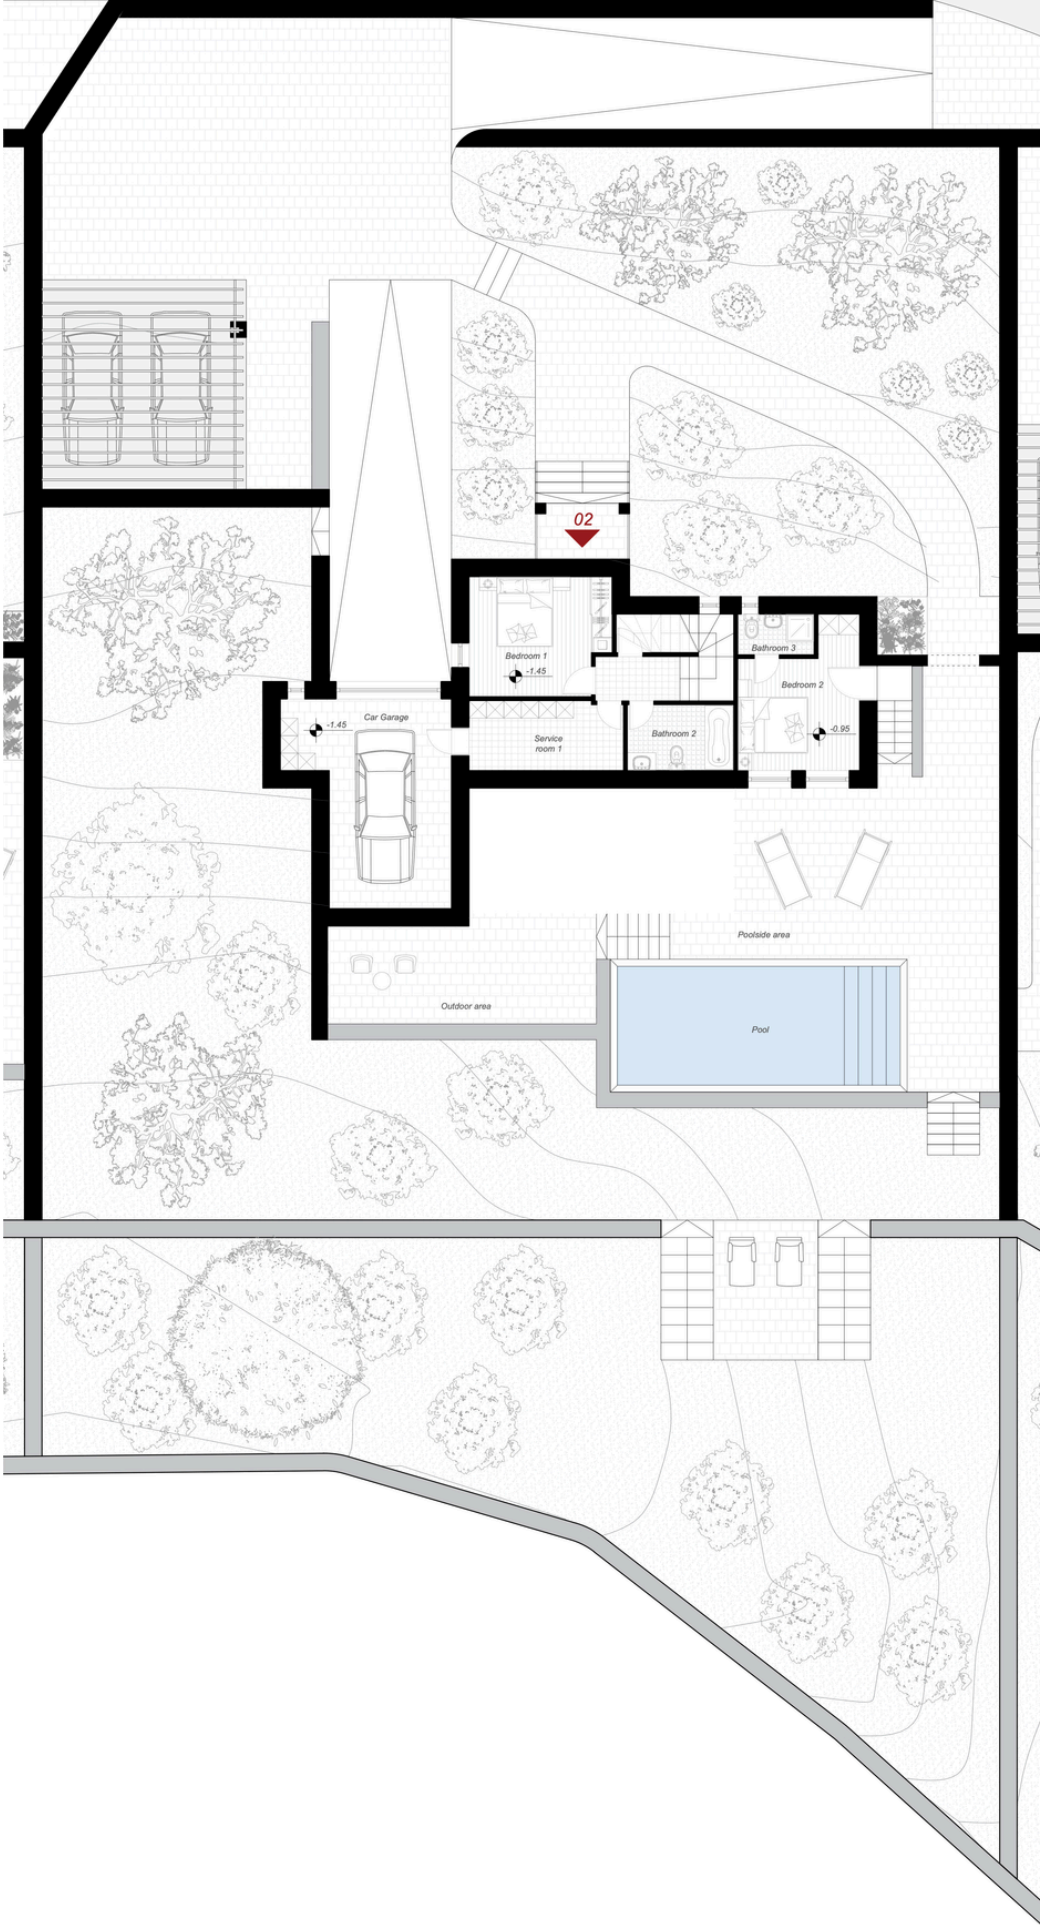 02
Bedroom 1
-1.45
Bathroom 3
Bedroom 2
Car Garage
-1.45
Service
room 1
Bathroom 2
-0.95
Poolside area
Outdoor area
Pool